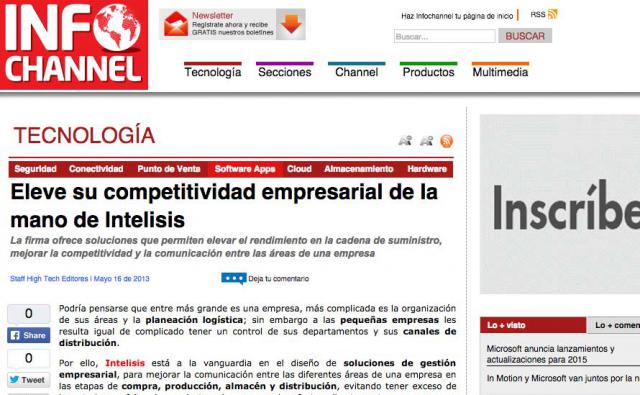 INFO
CHANNEL
Newsletter
Regístrate ahora y recibe
GRATIS nuestros boletines
Haz Infochannel tu página de inicio
RSS
Buscar...
BUSCAR
Tecnología
Secciones
Channel
Productos
Multimedia
TECNOLOGÍA
Seguridad
Conectividad
Punto de Venta
Software Apps
Cloud
Almacenamiento
Hardware
Eleve su competitividad empresarial de la
mano de Intelisis
La firma ofrece soluciones que permiten elevar el rendimiento en la cadena de suministro,
mejorar la competitividad y la comunicación entre las áreas de una empresa
Staff High Tech Editores | Mayo 16 de 2013
Deja tu comentario
0
Share
0
Tweet
Podría pensarse que entre más grande es una empresa, más complicada es la organización
de sus áreas y la planeación logística; sin embargo a las pequeñas empresas les
resulta igual de complicado tener un control de sus departamentos y sus canales de
distribución.
Por ello, Intelisis está a la vanguardia en el diseño de soluciones de gestión
empresarial, para mejorar la comunicación entre las diferentes áreas de una empresa en
las etapas de compra, producción, almacén y distribución, evitando tener exceso de
Inscríbe
Lo + visto
Lo + comen
Microsoft anuncia lanzamientos y
actualizaciones para 2015
In Motion y Microsoft van juntos por la n